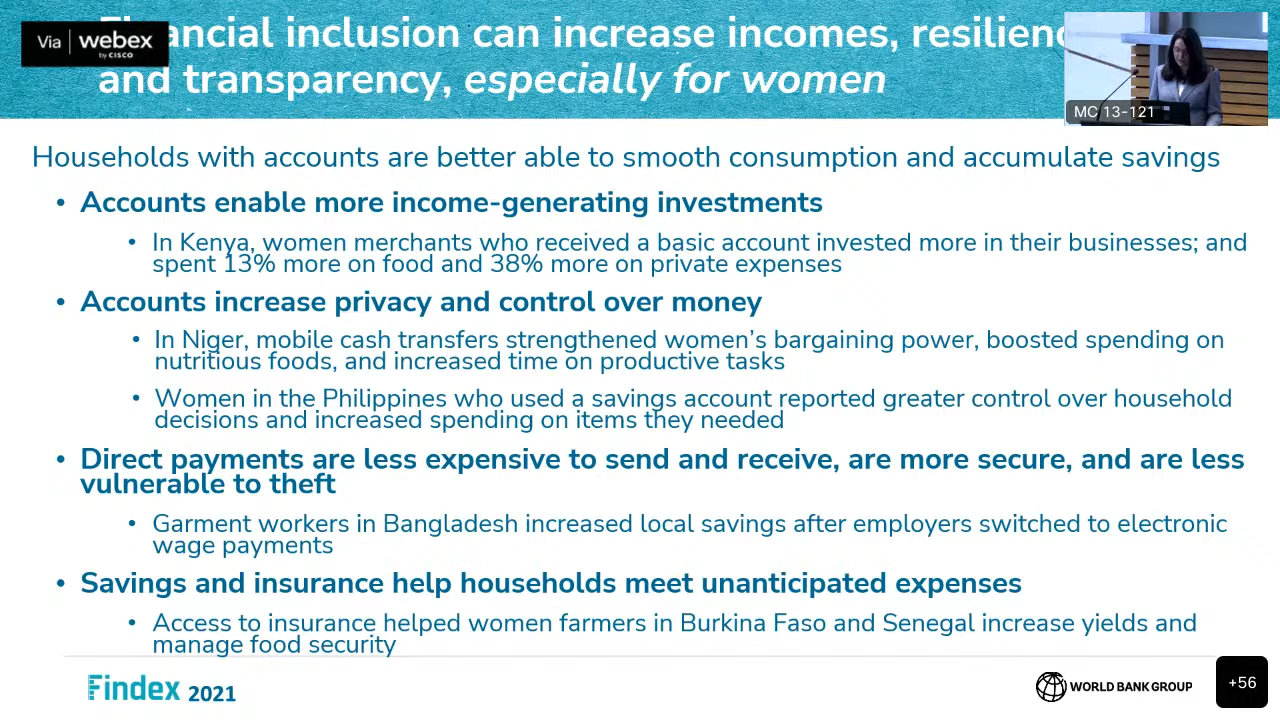 Via webex
by CISCO
ancial inclusion can increase incomes, resilienc
and transparency, especially for women
MC 13-121
Households with accounts are better able to smooth consumption and accumulate savings
• Accounts enable more income-generating investments
• In Kenya, women merchants who received a basic account invested more in their businesses; and
spent 13% more on food and 38% more on private expenses
• Accounts increase privacy and control over money
• In Niger, mobile cash transfers strengthened women’s bargaining power, boosted spending on
nutritious foods, and increased time on productive tasks
• Women in the Philippines who used a savings account reported greater control over household
decisions and increased spending on items they needed
• Direct payments are less expensive to send and receive, are more secure, and are less
vulnerable to theft
• Garment workers in Bangladesh increased local savings after employers switched to electronic
wage payments
• Savings and insurance help households meet unanticipated expenses
• Access to insurance helped women farmers in Burkina Faso and Senegal increase yields and
manage food security
Findex 2021
WORLD BANK GROUP
+56